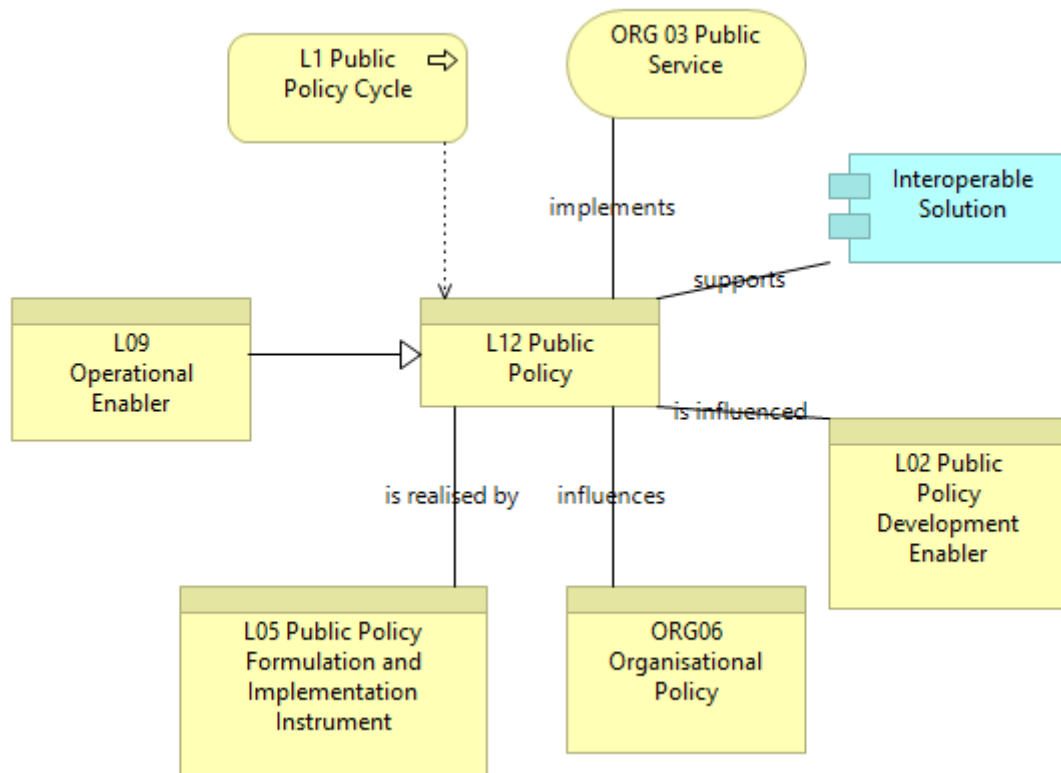 L1 Public
Policy Cycle
ORG 03 Public
Service
Interoperable
Solution
implements
supports
L09
Operational
Enabler
L12 Public
Policy
is influenced
L02 Public
Policy
Development
Enabler
is realised by
influences
L05 Public Policy
Formulation and
Implementation
Instrument
ORG06
Organisational
Policy